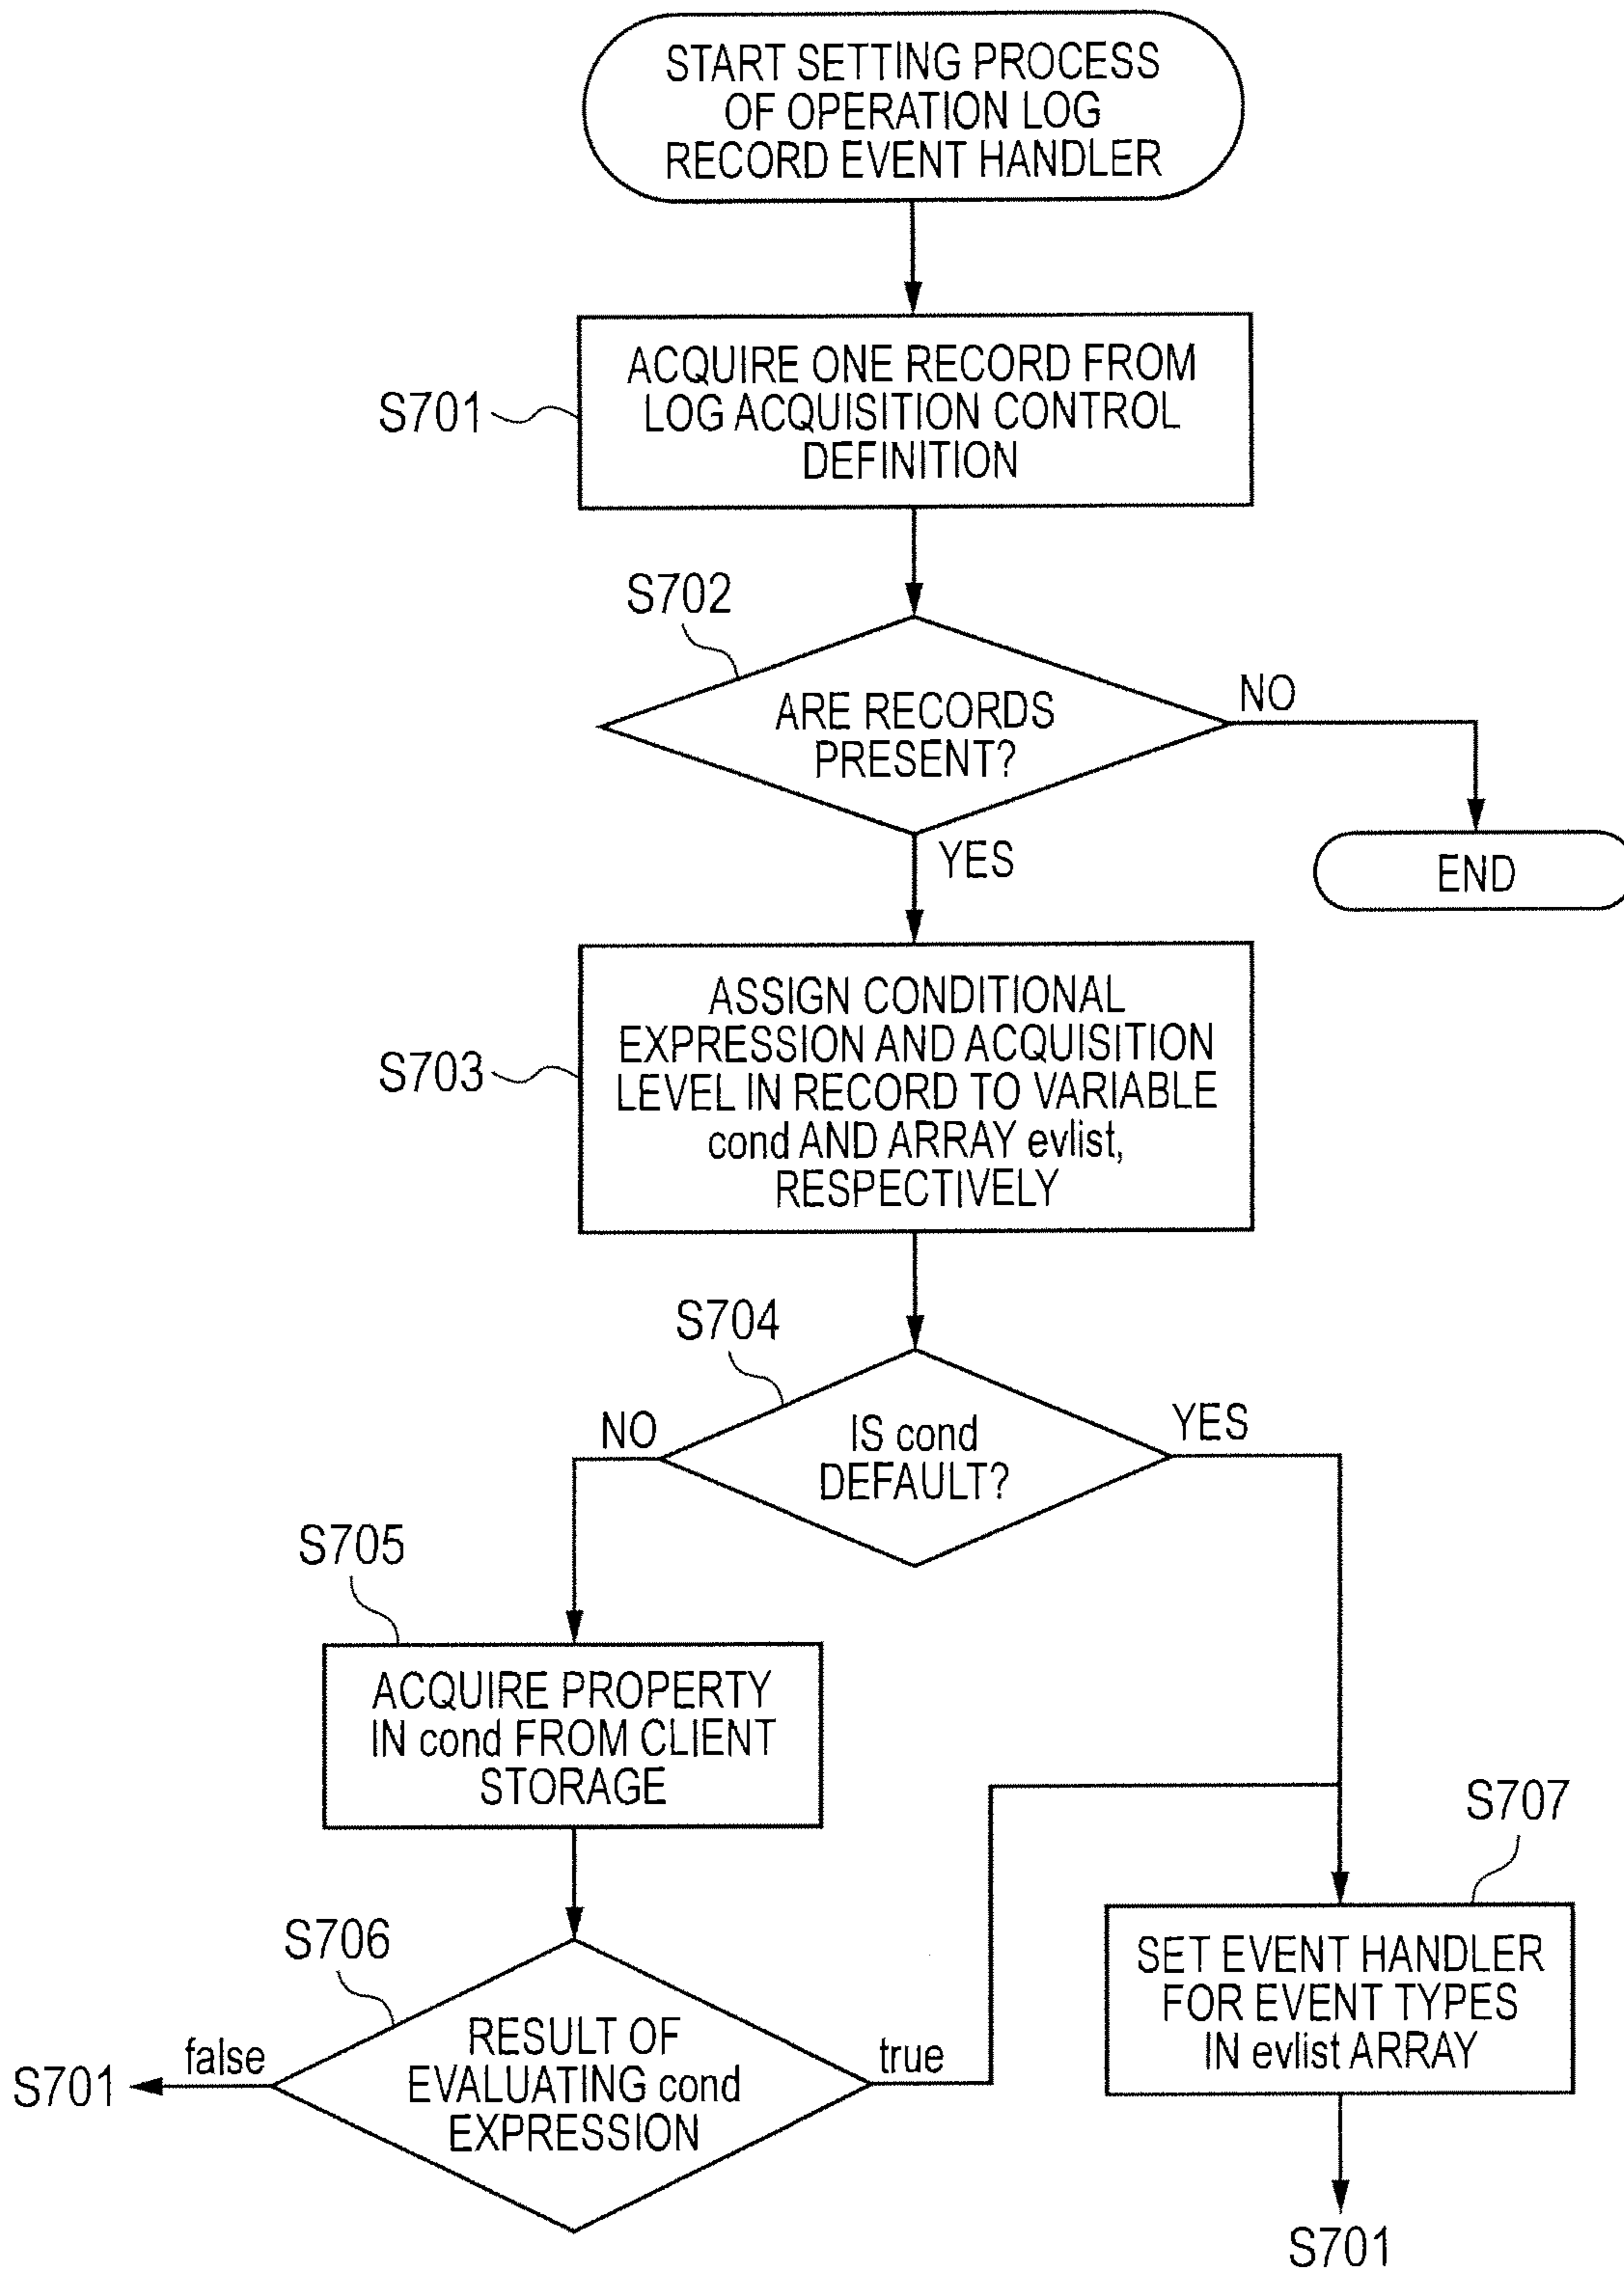 START SETTING PROCESS
OF OPERATION LOG
RECORD EVENT HANDLER
S701
ACQUIRE ONE RECORD FROM
LOG ACQUISITION CONTROL
DEFINITION
S702
ARE RECORDS
PRESENT?
NO
YES
END
S703
ASSIGN CONDITIONAL
EXPRESSION AND ACQUISITION
LEVEL IN RECORD TO VARIABLE
cond AND ARRAY evlist,
RESPECTIVELY
S704
NO
IS cond
DEFAULT?
YES
S705
ACQUIRE PROPERTY
IN cond FROM CLIENT
STORAGE
S706
RESULT OF
EVALUATING cond
EXPRESSION
false
S701
true
S707
SET EVENT HANDLER
FOR EVENT TYPES
IN evlist ARRAY
S701